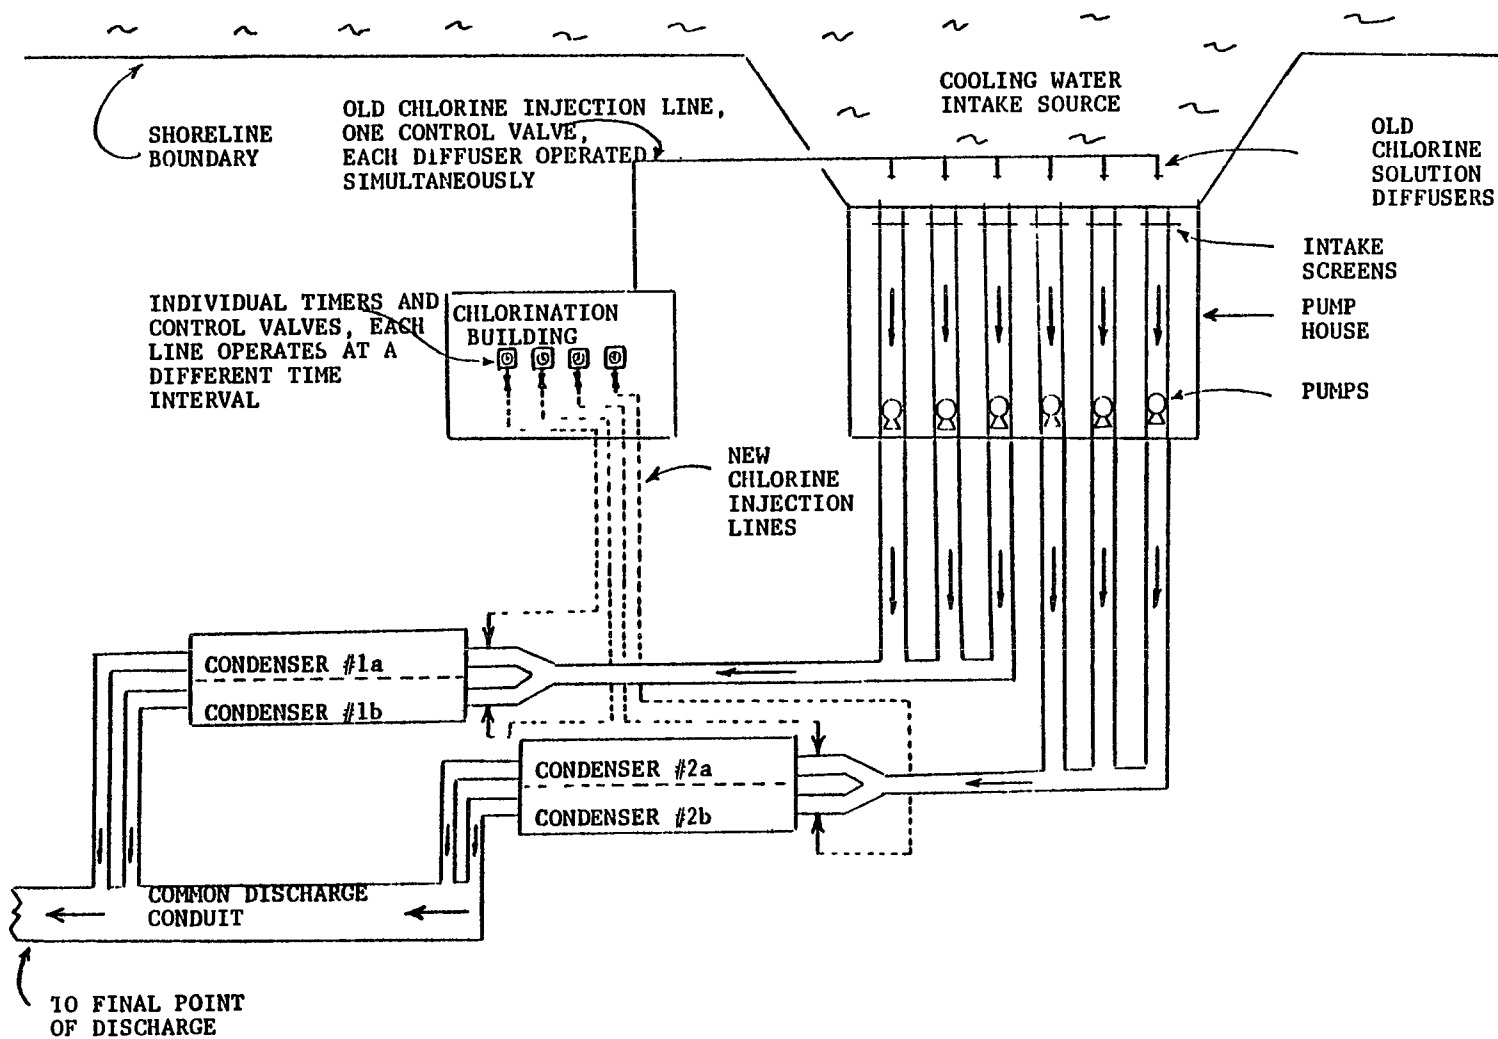 COOLING WATER
INTAKE SOURCE
OLD CHLORINE INJECTION LINE,
ONE CONTROL VALVE,
EACH DIFFUSER OPERATED
SIMULTANEOUSLY
SHORELINE
BOUNDARY
OLD
CHLORINE
SOLUTION
DIFFUSERS
INTAKE
SCREENS
PUMP
HOUSE
PUMPS
INDIVIDUAL TIMERS AND
CONTROL VALVES, EACH
LINE OPERATES AT A
DIFFERENT TIME
INTERVAL
CHLORINATION
BUILDING
NEW
CHLORINE
INJECTION
LINES
CONDENSER #1a
CONDENSER #1b
CONDENSER #2a
CONDENSER #2b
COMMON DISCHARGE
CONDUIT
TO FINAL POINT
OF DISCHARGE